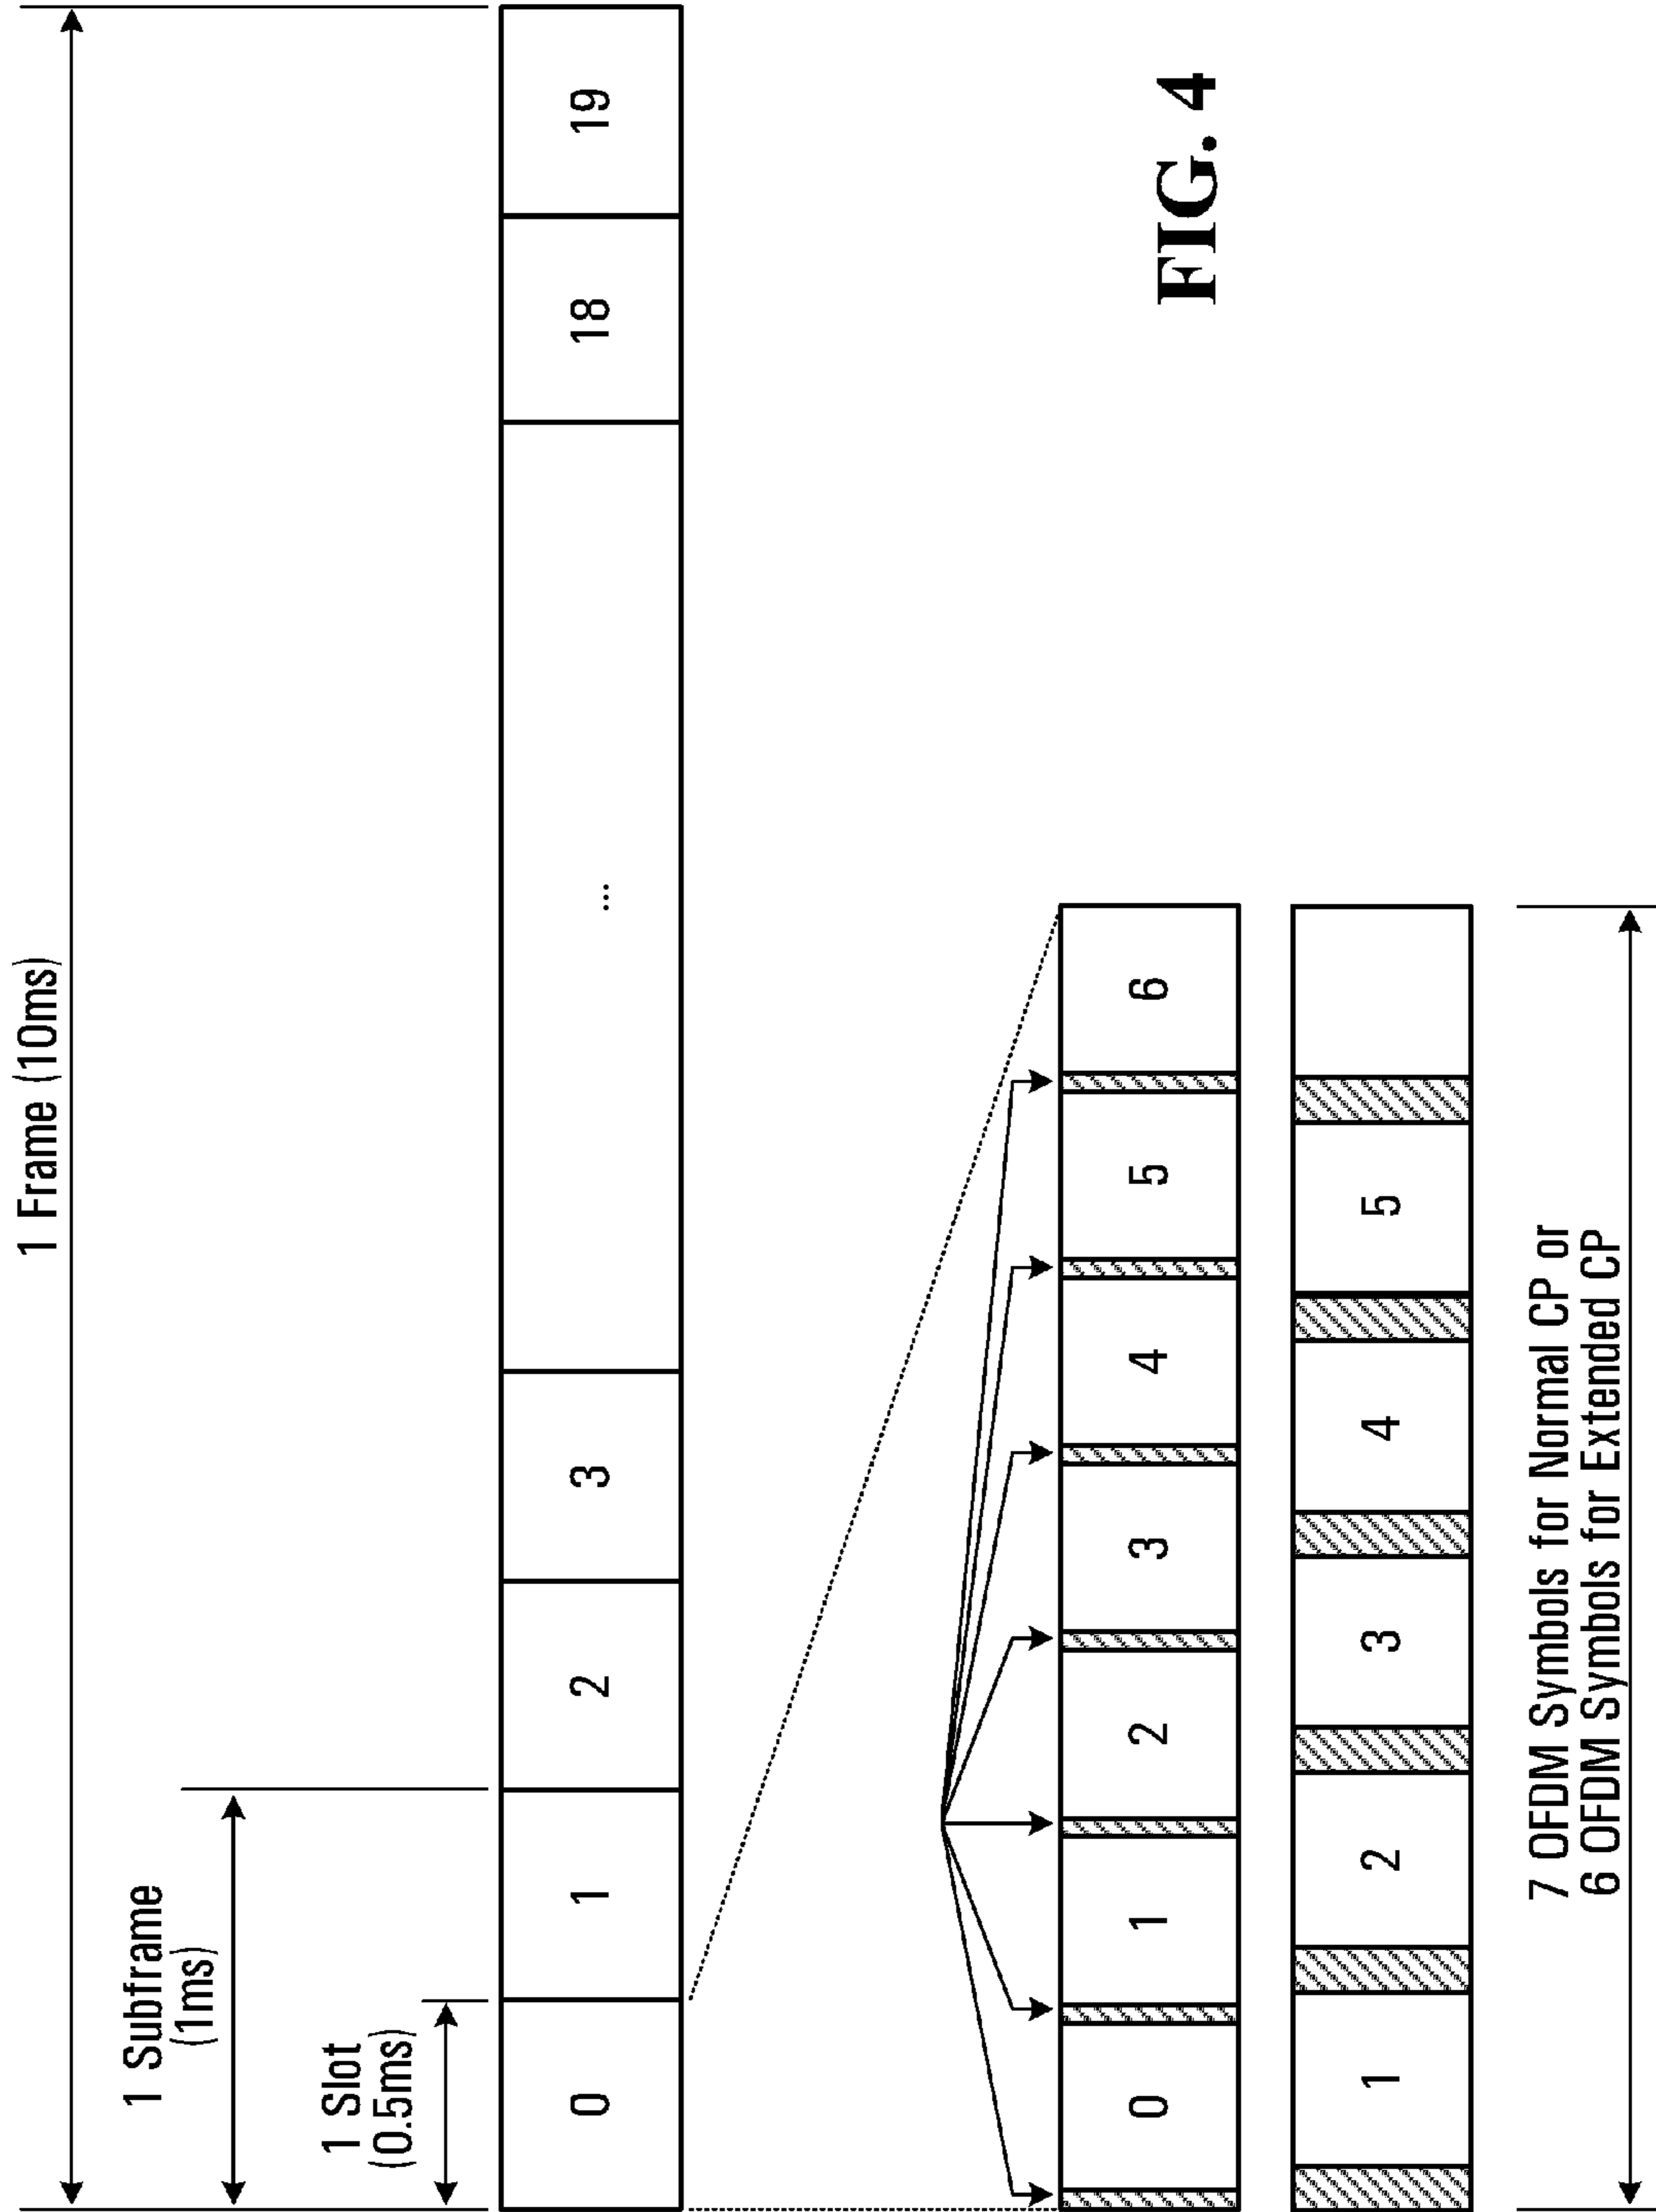 1 Frame (10ms)
1 Subframe
(1ms)
1 Slot
(0.5ms)
0 1 2 3 ... 18 19
0 1 2 3 4 5 6
1 2 3 4 5
7 OFDM Symbols for Normal CP or
6 OFDM Symbols for Extended CP
FIG. 4